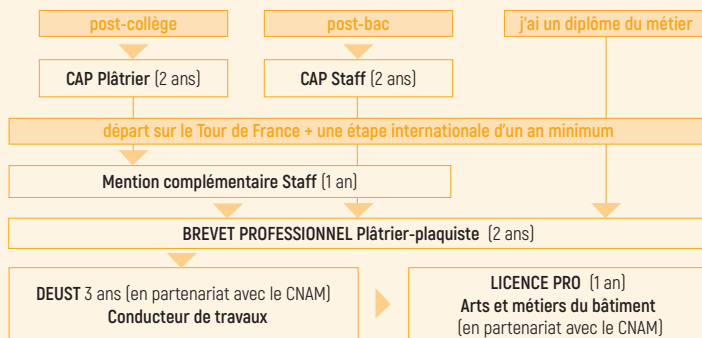 post-collège
post-bac
j'ai un diplôme du métier
CAP Plâtrier (2 ans)
CAP Staff (2 ans)
départ sur le Tour de France + une étape internationale d'un an minimum
Mention complémentaire Staff (1 an)
BREVET PROFESSIONNEL Plâtrier-plaquiste (2 ans)
DEUST 3 ans (en partenariat avec le CNAM)
Conducteur de travaux
LICENCE PRO (1 an)
Arts et métiers du bâtiment
(en partenariat avec le CNAM)